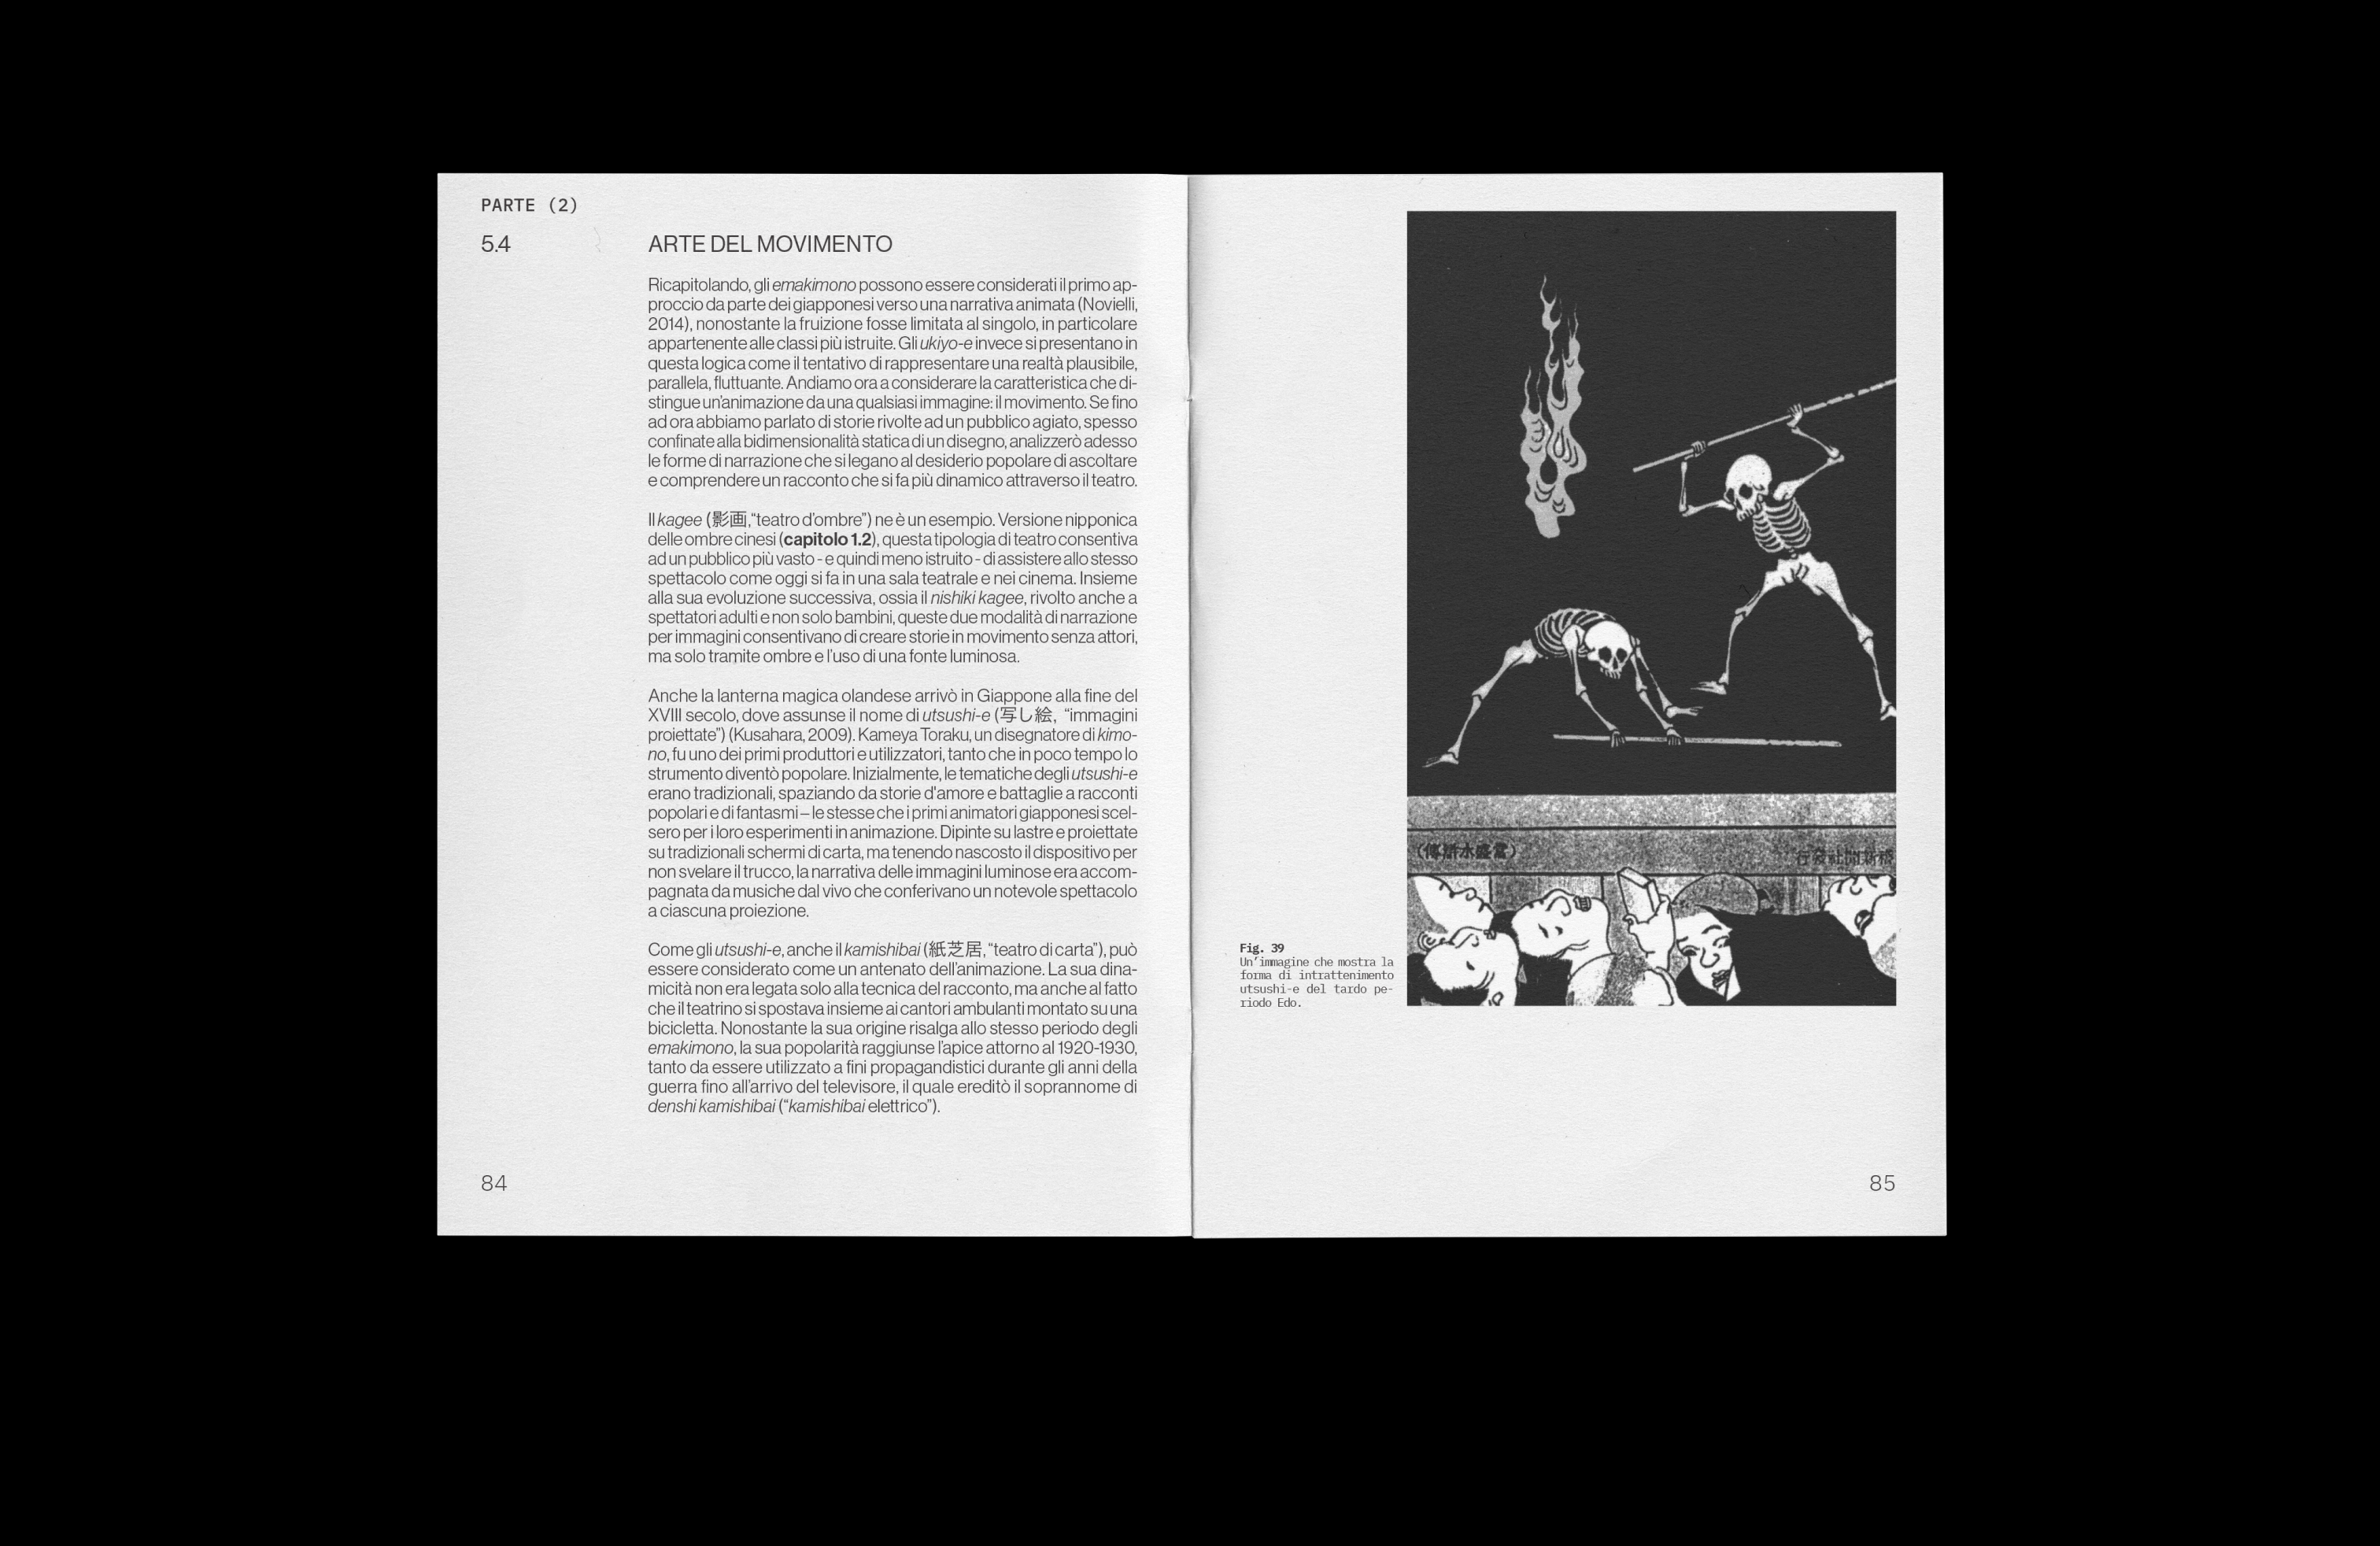 PARTE (2)
5.4
ARTE DEL MOVIMENTO
Ricapitolando, gli emakimono possono essere considerati il primo ap-
proccio da parte dei giapponesi verso una narrativa animata (Novielli,
2014), nonostante la fruizione fosse limitata al singolo, in particolare
appartenente alle classi più istruite. Gli ukiyo-e invece si presentano in
questa logica come il tentativo di rappresentare una realtà plausibile,
parallela, fluttuante. Andiamo ora a considerare la caratteristica che di-
stingue un'animazione da una qualsiasi immagine: il movimento. Se fino
ad ora abbiamo parlato di storie rivolte ad un pubblico agiato, spesso
confinate alla bidimensionalità statica di un disegno, analizzerò adesso
le forme di narrazione che si legano al desiderio popolare di ascoltare
e comprendere un racconto che si fa più dinamico attraverso il teatro.
Il kagee (影画, “teatro d’ombre”) ne è un esempio. Versione nipponica
delle ombre cinesi (capitolo 1.2), questa tipologia di teatro consentiva
ad un pubblico più vasto - e quindi meno istruito - di assistere allo stesso
spettacolo come oggi si fa in una sala teatrale e nei cinema. Insieme
alla sua evoluzione successiva, ossia il nishiki kagee, rivolto anche a
spettatori adulti e non solo bambini, queste due modalità di narrazione
per immagini consentivano di creare storie in movimento senza attori,
ma solo tramite ombre e l’uso di una fonte luminosa.
Anche la lanterna magica olandese arrivò in Giappone alla fine del
XVIII secolo, dove assunse il nome di utsushi-e (写し絵, “immagini
proiettate”) (Kusahara, 2009). Kameya Toraku, un disegnatore di kimo-
no, fu uno dei primi produttori e utilizzatori, tanto che in poco tempo lo
strumento diventò popolare. Inizialmente, le tematiche degli utsushi-e
erano tradizionali, spaziando da storie d'amore e battaglie a racconti
popolari e di fantasmi – le stesse che i primi animatori giapponesi scel-
sero per i loro esperimenti in animazione. Dipinte su lastre e proiettate
su tradizionali schermi di carta, ma tenendo nascosto il dispositivo per
non svelare il trucco, la narrativa delle immagini luminose era accom-
pagnata da musiche dal vivo che conferivano un notevole spettacolo
a ciascuna proiezione.
Come gli utsushi-e, anche il kamishibai (紙芝居, “teatro di carta”), può
essere considerato come un antenato dell’animazione. La sua dina-
micità non era legata solo alla tecnica del racconto, ma anche al fatto
che il teatrino si spostava insieme ai cantori ambulanti montato su una
bicicletta. Nonostante la sua origine risalga allo stesso periodo degli
emakimono, la sua popolarità raggiunse l’apice attorno al 1920-1930,
tanto da essere utilizzato a fini propagandistici durante gli anni della
guerra fino all’arrivo del televisore, il quale ereditò il soprannome di
denshi kamishibai (“kamishibai elettrico”).
84
Fig. 39
Un’immagine che mostra la
forma di intrattenimento
utsushi-e del tardo pe-
riodo Edo.
85